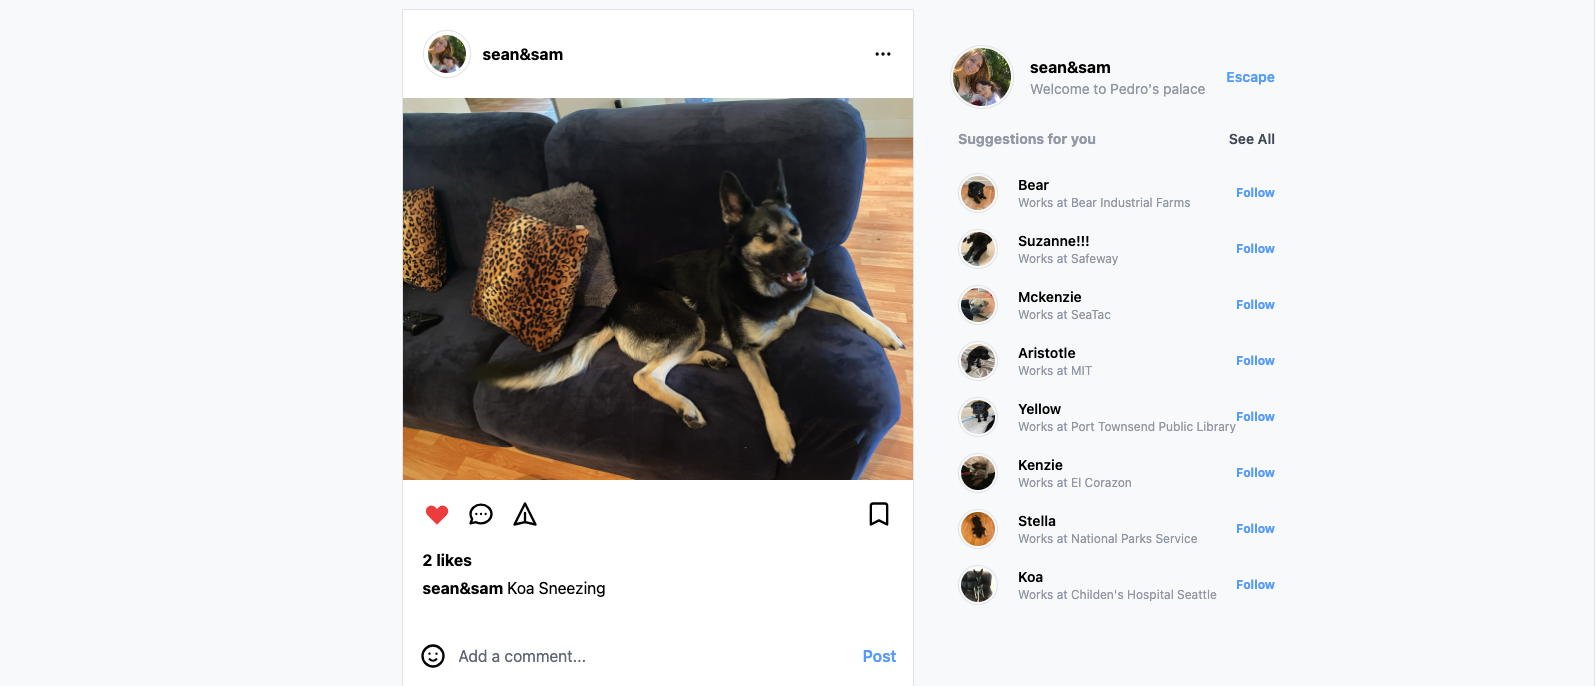 sean&sam
2 likes
sean&sam Koa Sneezing
Add a comment...
Post
sean&sam
Welcome to Pedro's palace
Escape
Suggestions for you
See All
Bear
Works at Bear Industrial Farms
Follow
Suzanne!!!
Works at Safeway
Follow
Mckenzie
Works at SeaTac
Follow
Aristotle
Works at MIT
Follow
Yellow
Works at Port Townsend Public Library
Follow
Kenzie
Works at El Corazon
Follow
Stella
Works at National Parks Service
Follow
Koa
Works at Childen's Hospital Seattle
Follow